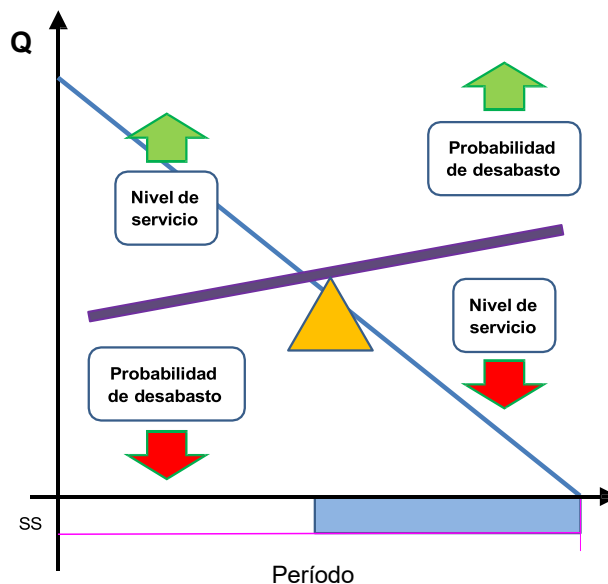 Q
Nivel de
servicio
Probabilidad
de desabasto
Probabilidad
de desabasto
Nivel de
servicio
SS
Período